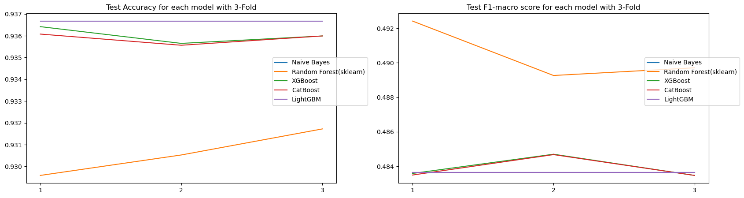 Test Accuracy for each model with 3-Fold
0.937
0.936
0.935
0.934
0.933
0.932
0.931
0.930
1
2
3
Naive Bayes
Random Forest(sklearn)
XGBoost
CatBoost
LightGBM
Test F1-macro score for each model with 3-Fold
0.492
0.490
0.488
0.486
0.484
1
2
3
Naive Bayes
Random Forest(sklearn)
XGBoost
CatBoost
LightGBM